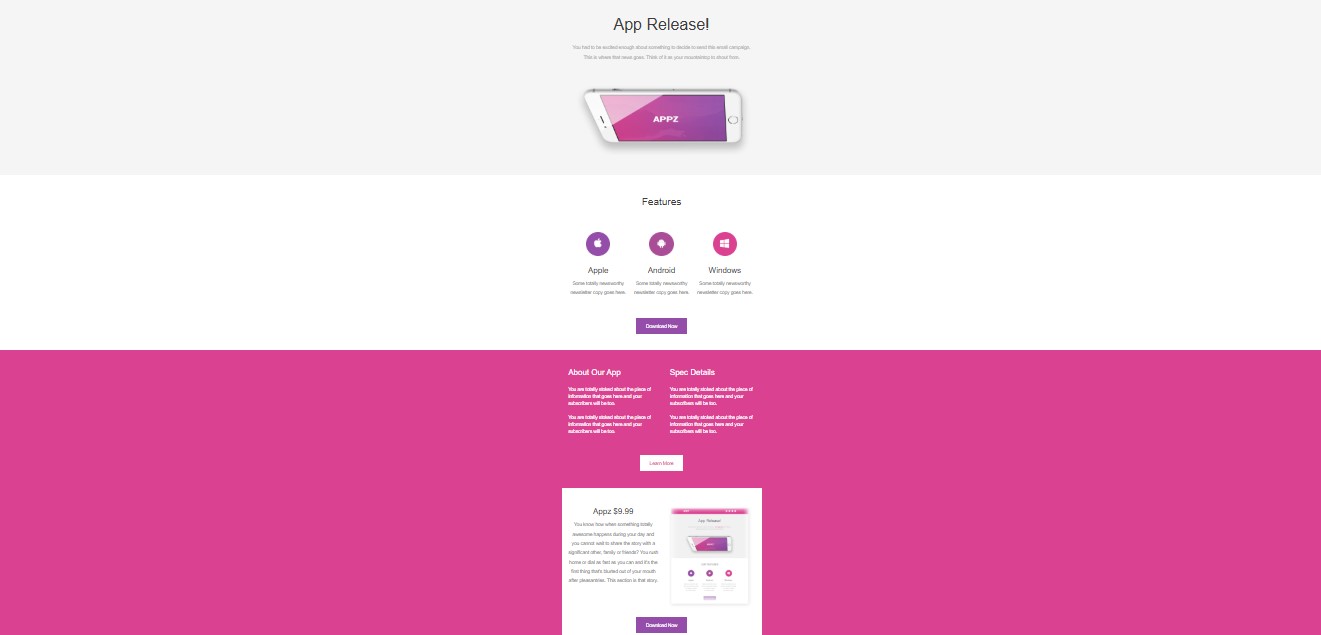 App Release!
You had to be excited enough about something to decide to send this email campaign.
This is where that news goes. Think of it as your mountaintop to shout from.
APPZ
Features
Apple
Android
Windows
Some totally newsworthy
newsletter copy goes here.
Some totally newsworthy
newsletter copy goes here.
Some totally newsworthy
newsletter copy goes here.
Download Now
About Our App
You are totally stoked about the piece of
information that goes here and your
subscribers will be too.
You are totally stoked about the piece of
information that goes here and your
subscribers will be too.
Spec Details
You are totally stoked about the piece of
information that goes here and your
subscribers will be too.
You are totally stoked about the piece of
information that goes here and your
subscribers will be too.
Learn More
Appz $9.99
You know how when something totally
awesome happens during your day and
you cannot wait to share the story with a
significant other, family or friends? You rush
home or dial as fast as you can and it's the
first thing that's blurted out of your mouth
after pleasantries. This section is that story.
App Release!
APPZ
Download Now